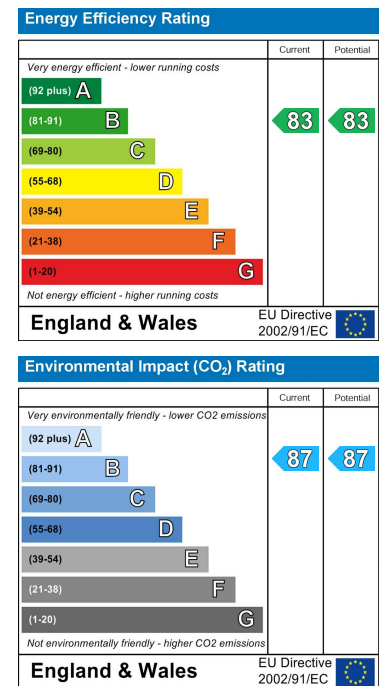 Energy Efficiency Rating
Current Potential
Very energy efficient - lower running costs
(92 plus) A
(81-91) B 83 83
(69-80) C
(55-68) D
(39-54) E
(21-38) F
(1-20) G
Not energy efficient - higher running costs
England & Wales EU Directive 2002/91/EC
Environmental Impact (CO₂) Rating
Current Potential
Very environmentally friendly - lower CO2 emissions
(92 plus) A
(81-91) B 87 87
(69-80) C
(55-68) D
(39-54) E
(21-38) F
(1-20) G
Not environmentally friendly - higher CO2 emissions
England & Wales EU Directive 2002/91/EC